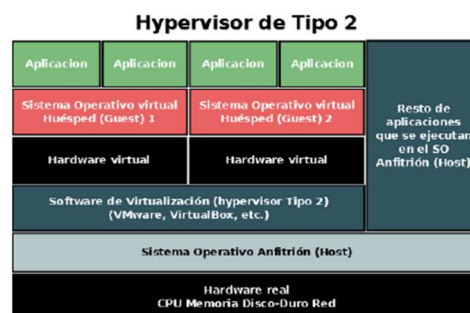 Hypervisor de Tipo 2
Aplicacion
Aplicacion
Aplicacion
Aplicacion
Sistema Operativo virtual
Huésped (Guest) 1
Sistema Operativo virtual
Huésped (Guest) 2
Hardware virtual
Hardware virtual
Resto de
aplicaciones
que se ejecutan
en el SO
Anfitrión (Host)
Software de Virtualización (hypervisor Tipo 2)
(VMware, VirtualBox, etc.)
Sistema Operativo Anfitrión (Host)
Hardware real
CPU Memoria Disco-Duro Red